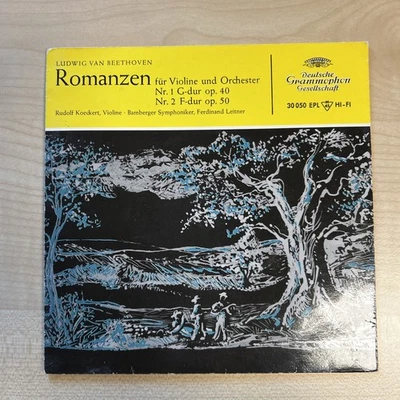 LUDWIG VAN BEETHOVEN
Romanzen für Violine und Orchester
Nr. 1 G-dur op. 40
Nr. 2 F-dur op. 50
Rudolf Koeckert, Violine · Bamberger Symphoniker, Ferdinand Leitner
Deutsche
Grammophon
Gesellschaft
30 050 EPL HI-FI